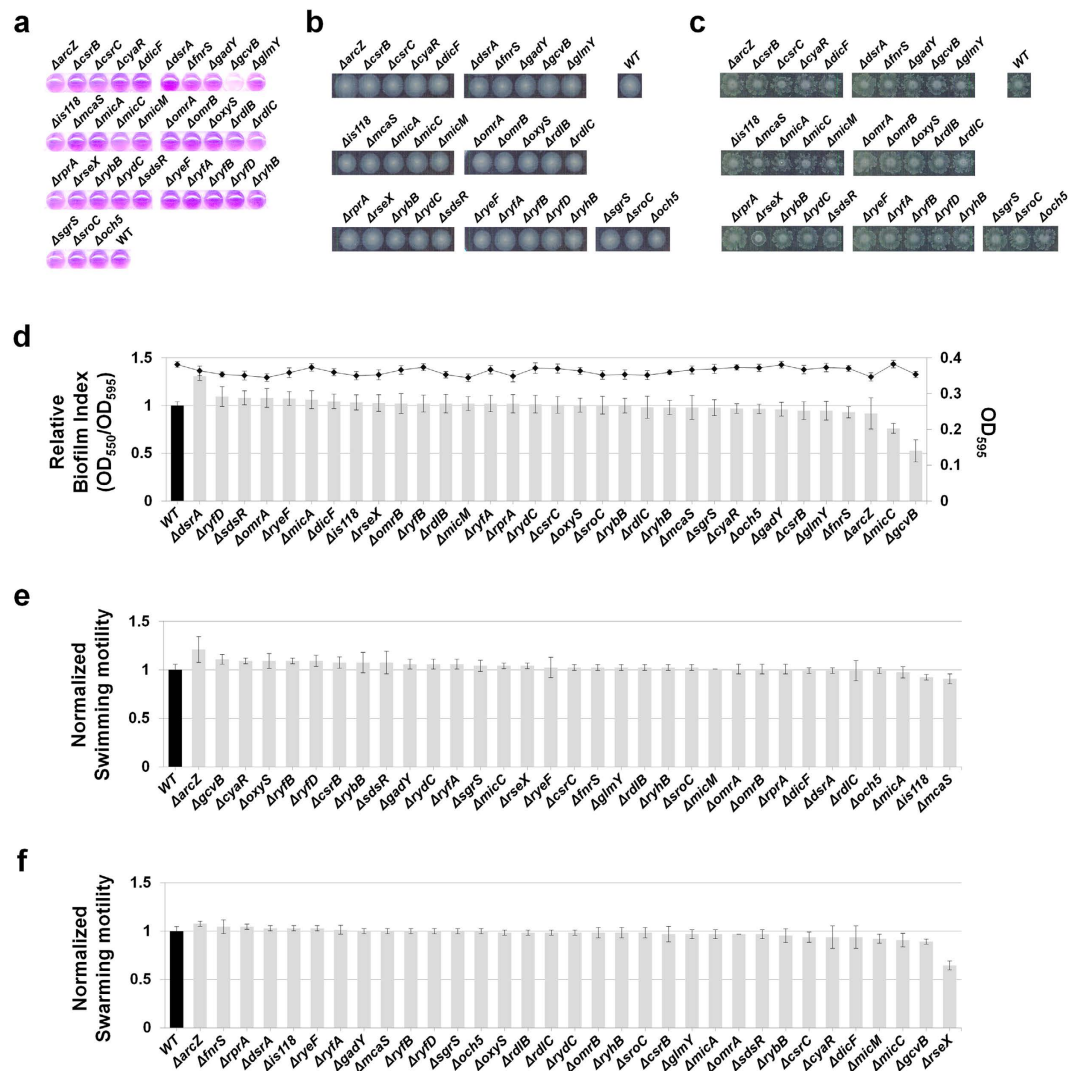 a
ΔarcZ ΔcsrB ΔcsrC ΔcyaR ΔdicF ΔdsrA ΔfnrS ΔgadY ΔgcvB ΔglmY
Δis118 ΔmcaS ΔmicA ΔmicC ΔmicM ΔomrA ΔomrB ΔoxyS ΔrdlB ΔrdlC
ΔrprA ΔrseX ΔrybB ΔrydC ΔsdsR ΔryeF ΔryfA ΔryfB ΔryfD ΔryhB
ΔsgrS ΔsroC Δoch5 WT
b
ΔarcZ ΔcsrB ΔcsrC ΔcyaR ΔdicF ΔdsrA ΔfnrS ΔgadY ΔgcvB ΔglmY WT
Δis118 ΔmcaS ΔmicA ΔmicC ΔmicM ΔomrA ΔomrB ΔoxyS ΔrdlB ΔrdlC
ΔrprA ΔrseX ΔrybB ΔrydC ΔsdsR ΔryeF ΔryfA ΔryfB ΔryfD ΔryhB ΔsgrS ΔsroC Δoch5
c
ΔarcZ ΔcsrB ΔcsrC ΔcyaR ΔdicF ΔdsrA ΔfnrS ΔgadY ΔgcvB ΔglmY WT
Δis118 ΔmcaS ΔmicA ΔmicC ΔmicM ΔomrA ΔomrB ΔoxyS ΔrdlB ΔrdlC
ΔrprA ΔrseX ΔrybB ΔrydC ΔsdsR ΔryeF ΔryfA ΔryfB ΔryfD ΔryhB ΔsgrS ΔsroC Δoch5
d
Relative
Biofilm Index
(OD550/OD595)
1.5
1
0.5
0
0.4
0.3
0.2
0.1
0
OD595
WT ΔdsrA ΔryfD ΔsdsR ΔomrA ΔryeF ΔmicA ΔdicF Δis118 ΔrseX ΔomrB ΔryfB ΔrdlB ΔmicM ΔryfA ΔrprA ΔrydC ΔcsrC ΔoxyS ΔsroC ΔrybB ΔrdlC ΔryhB ΔmcaS ΔsgrS ΔcyaR Δoch5 ΔgadY ΔcsrB ΔglmY ΔfnrS ΔarcZ ΔmicC ΔgcvB
e
Normalized
Swimming motility
1.5
1
0.5
0
WT ΔarcZ ΔgcvB ΔcyaR ΔoxyS ΔryfB ΔryfD ΔcsrB ΔrybB ΔsdsR ΔgadY ΔrydC ΔryfA ΔsgrS ΔmicC ΔrseX ΔryeF ΔcsrC ΔfnrS ΔglmY ΔrdlB ΔryhB ΔsroC ΔmicM ΔomrA ΔomrB ΔrprA ΔdicF ΔdsrA ΔrdlC Δoch5 ΔmicA Δis118 ΔmcaS
f
Normalized
Swarming motility
1.5
1
0.5
0
WT ΔarcZ ΔfnrS ΔrprA ΔdsrA Δis118 ΔryeF ΔryfA ΔgadY ΔmcaS ΔryfB ΔryfD ΔsgrS Δoch5 ΔoxyS ΔrdlB ΔrdlC ΔrydC ΔomrB ΔryhB ΔsroC ΔcsrB ΔglmY ΔmicA ΔomrA ΔsdsR ΔrybB ΔcsrC ΔcyaR ΔdicF ΔmicM ΔmicC ΔgcvB ΔrseX